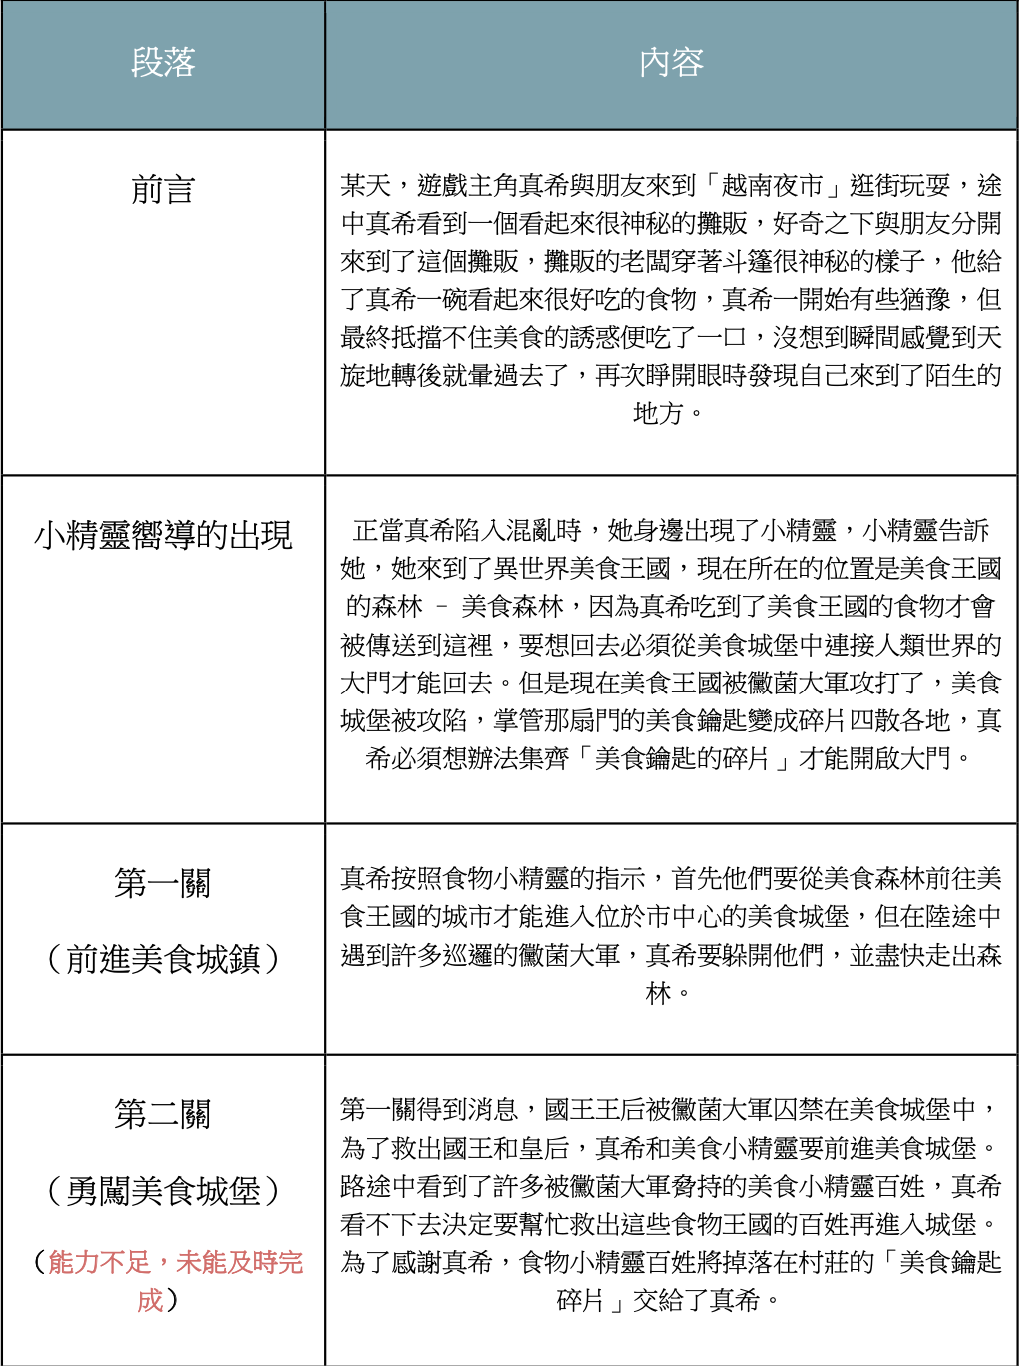 段落
內容
前言
某天，遊戲主角真希與朋友來到「越南夜市」逛街玩耍，途
中真希看到一個看起來很神秘的攤販，好奇之下與朋友分開
來到了這個攤販，攤販的老闆穿著斗篷很神秘的樣子，他給
了真希一碗看起來很好吃的食物，真希一開始有些猶豫，但
最終抵擋不住美食的誘惑便吃了一口，沒想到瞬間感覺到天
旋地轉後就暈過去了，再次睜開眼時發現自己來到了陌生的
地方。
小精靈嚮導的出現
正當真希陷入混亂時，她身邊出現了小精靈，小精靈告訴
她，她來到了異世界美食王國，現在所在的位置是美食王國
的森林 – 美食森林，因為真希吃到了美食王國的食物才會
被傳送到這裡，要想回去必須從美食城堡中連接人類世界的
大門才能回去。但是現在美食王國被黴菌大軍攻打了，美食
城堡被攻陷，掌管那扇門的美食鑰匙變成碎片四散各地，真
希必須想辦法集齊「美食鑰匙的碎片」才能開啟大門。
第一關
（前進美食城鎮）
真希按照食物小精靈的指示，首先他們要從美食森林前往美
食王國的城市才能進入位於市中心的美食城堡，但在陸途中
遇到許多巡邏的黴菌大軍，真希要躲開他們，並盡快走出森
林。
第二關
（勇闖美食城堡）
（能力不足，未能及時完
成）
第一關得到消息，國王王后被黴菌大軍囚禁在美食城堡中，
為了救出國王和皇后，真希和美食小精靈要前進美食城堡。
路途中看到了許多被黴菌大軍脅持的美食小精靈百姓，真希
看不下去決定要幫忙救出這些食物王國的百姓再進入城堡。
為了感謝真希，食物小精靈百姓將掉落在村莊的「美食鑰匙
碎片」交給了真希。